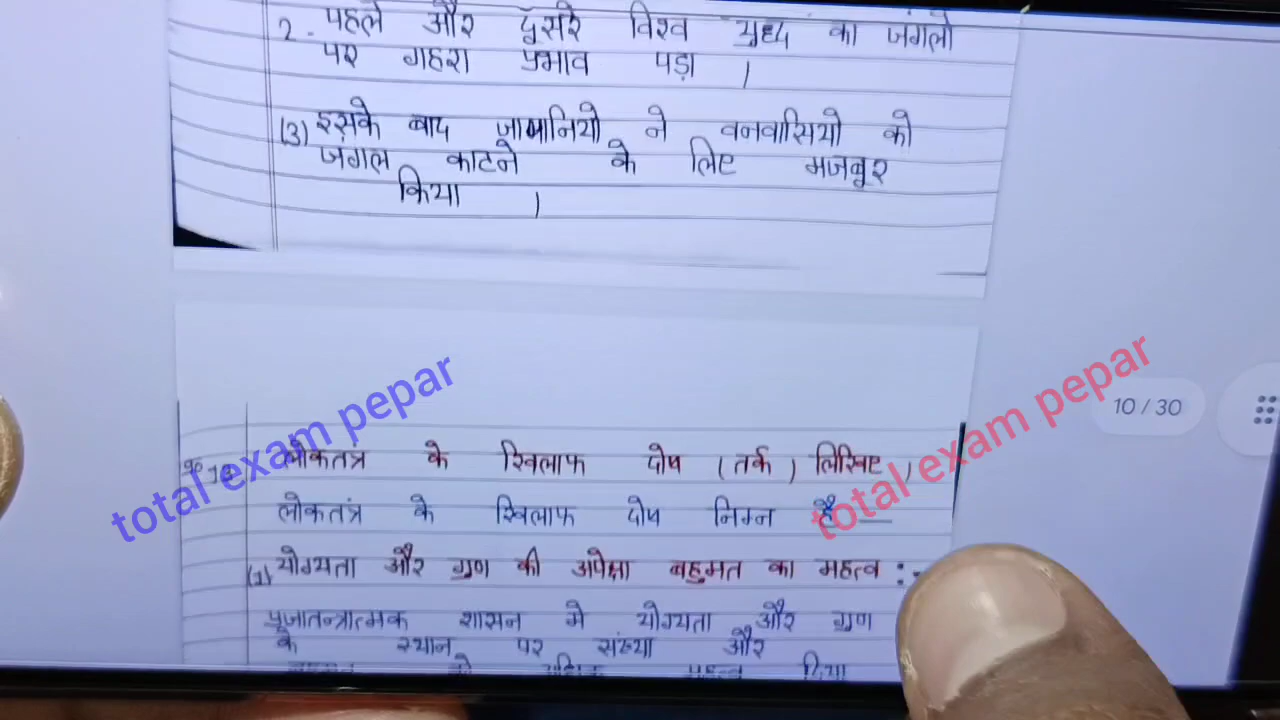 2. पहले और दूसरे विश्व युध्द का जंगलो
पर गहरा प्रभाव पड़ा ।
(3) इसके बाद जापानियो ने वनवासियो को
जंगल काटने के लिए मजबूर
किया ।
10 / 30
total exam pepar
total exam pepar
लोकतंत्र के खिलाफ दोष (तर्क) लिखिए ।
लोकतंत्र के खिलाफ दोष निम्न है —
(1) योग्यता और गुण की अपेक्षा बहुमत का महत्व :-
प्रजातन्त्रात्मक शासन मे योग्यता और गुण
के स्थान पर संख्या और